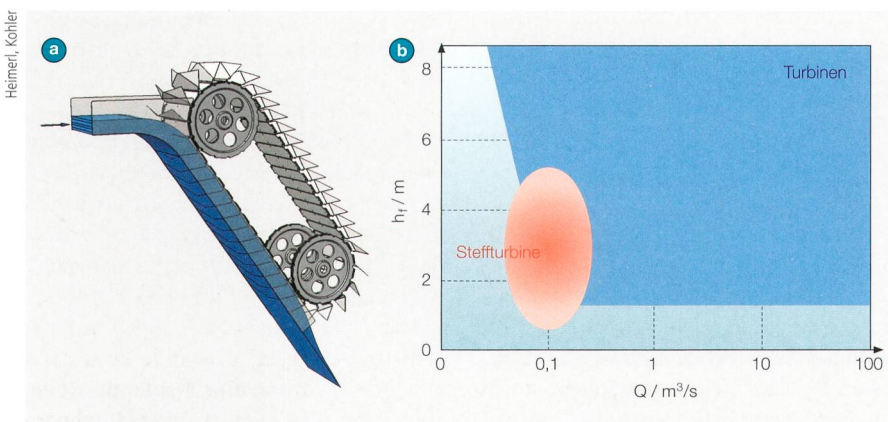 Heimerl, Kohler
a
b
Turbinen
Steffturbine
8
6
4
2
0
h_f / m
0
0,1
1
10
100
Q / m³/s